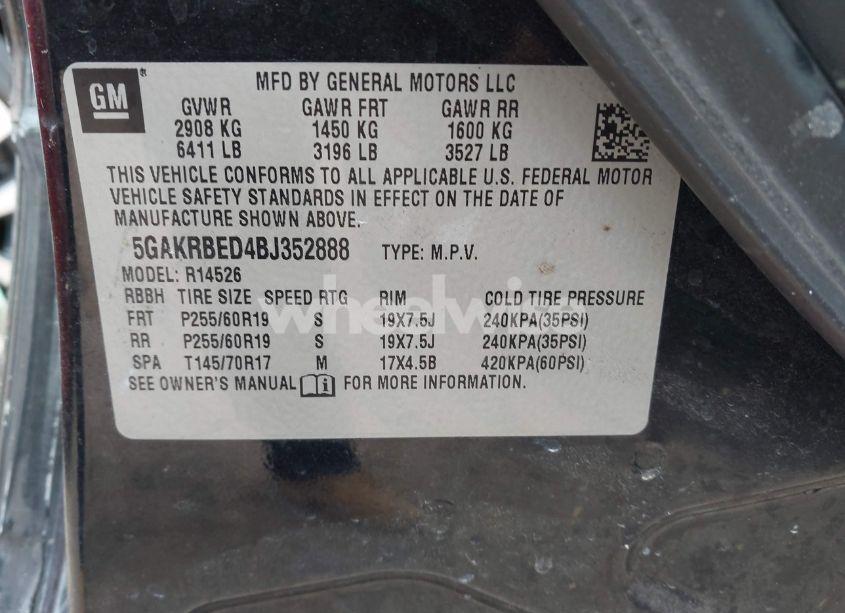 GM
MFD BY GENERAL MOTORS LLC
GVWR GAWR FRT GAWR RR
2908 KG 1450 KG 1600 KG
6411 LB 3196 LB 3527 LB
THIS VEHICLE CONFORMS TO ALL APPLICABLE U.S. FEDERAL MOTOR
VEHICLE SAFETY STANDARDS IN EFFECT ON THE DATE OF
MANUFACTURE SHOWN ABOVE.
5GAKRBED4BJ352888 TYPE: M.P.V.
MODEL: R14526
RBBH TIRE SIZE SPEED RTG RIM COLD TIRE PRESSURE
FRT P255/60R19 S 19X7.5J 240KPA(35PSI)
RR P255/60R19 S 19X7.5J 240KPA(35PSI)
SPA T145/70R17 M 17X4.5B 420KPA(60PSI)
SEE OWNER'S MANUAL FOR MORE INFORMATION.